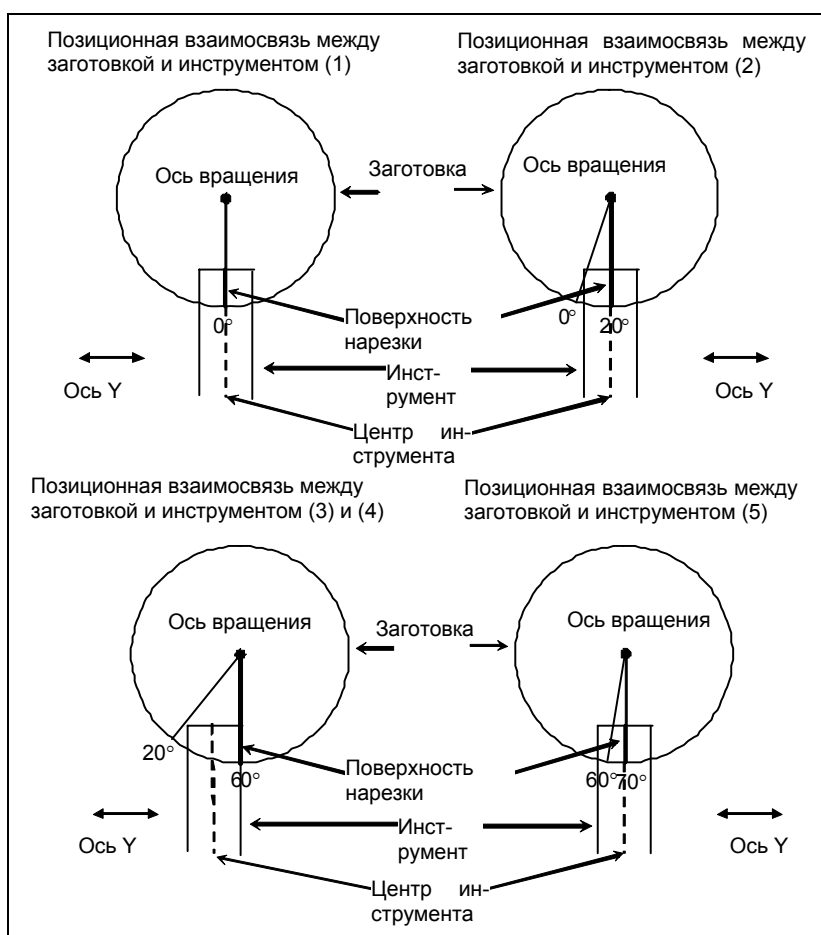 Позиционная взаимосвязь между
заготовкой и инструментом (1)
Позиционная взаимосвязь между
заготовкой и инструментом (2)
Ось вращения
Заготовка
Ось вращения
0°
Поверхность
нарезки
0°
20°
Ось Y
Инст-
румент
Ось Y
Центр ин-
струмента
Позиционная взаимосвязь между
заготовкой и инструментом (3) и (4)
Позиционная взаимосвязь между
заготовкой и инструментом (5)
Ось вращения
Заготовка
Ось вращения
20°
60°
Поверхность
нарезки
60°
70°
Ось Y
Инст-
румент
Ось Y
Центр ин-
струмента